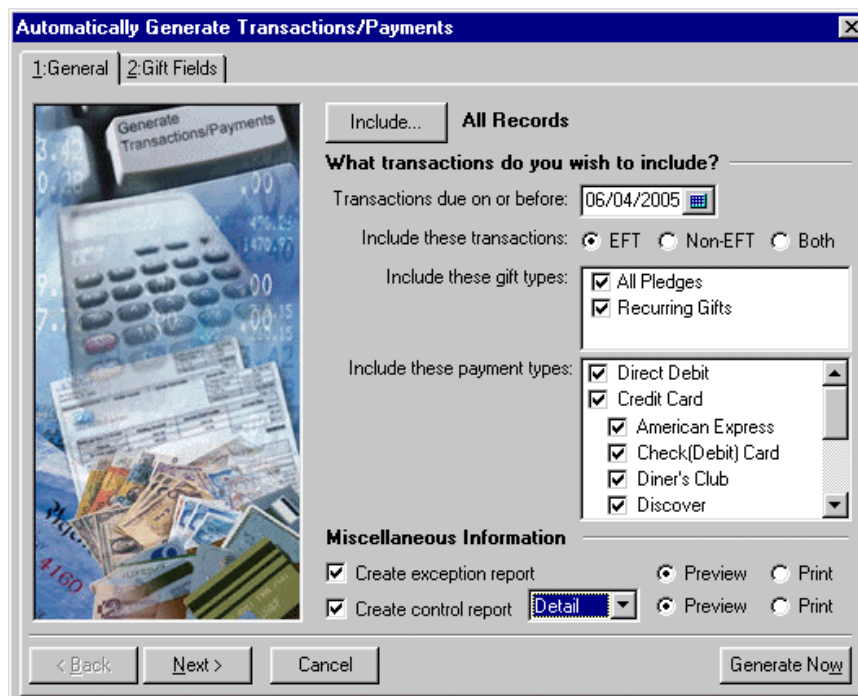 Automatically Generate Transactions/Payments
1:General
2:Gift Fields
Generate
Transactions/Payments
Include...
All Records
What transactions do you wish to include?
Transactions due on or before: 06/04/2005
Include these transactions: EFT Non-EFT Both
Include these gift types:
All Pledges
Recurring Gifts
Include these payment types:
Direct Debit
Credit Card
American Express
Check(Debit) Card
Diner's Club
Discover
Miscellaneous Information
Create exception report Preview Print
Create control report Detail Preview Print
4160
< Back Next > Cancel Generate Now